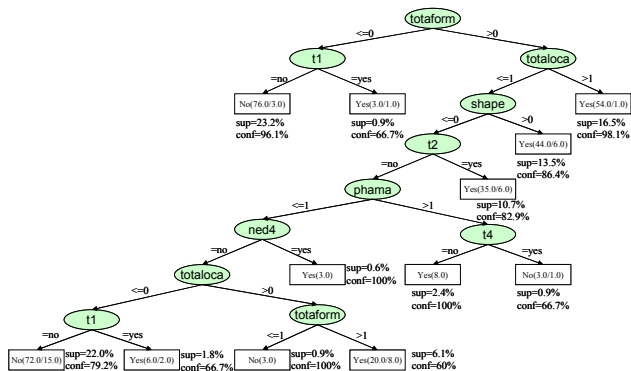 totaform
<=0
>0
t1
totaloca
=no
=yes
<=1
>1
No(76.0/3.0)
Yes(3.0/1.0)
shape
Yes(54.0/1.0)
sup=23.2%
conf=96.1%
sup=0.9%
conf=66.7%
<=0
>0
sup=16.5%
conf=98.1%
t2
Yes(44.0/6.0)
=no
=yes
sup=13.5%
conf=86.4%
phama
Yes(35.0/6.0)
<=1
>1
sup=10.7%
conf=82.9%
ned4
t4
=no
=yes
=no
=yes
totaloca
Yes(3.0)
sup=0.6%
conf=100%
Yes(8.0)
No(3.0/1.0)
<=0
>0
sup=2.4%
conf=100%
sup=0.9%
conf=66.7%
t1
totaform
=no
=yes
<=1
>1
No(72.0/15.0)
sup=22.0%
conf=79.2%
Yes(6.0/2.0)
sup=1.8%
conf=66.7%
No(3.0)
sup=0.9%
conf=100%
Yes(20.0/8.0)
sup=6.1%
conf=60%